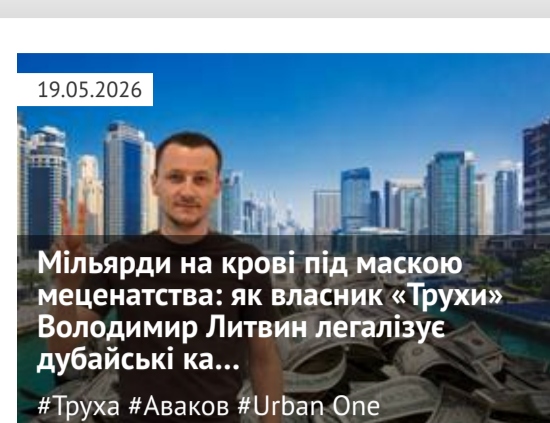 19.05.2026
Мільярди на крові під маскою
меценатства: як власник «Трухи»
Володимир Литвин легалізує
дубайські ка...
#Труха #Аваков #Urban One